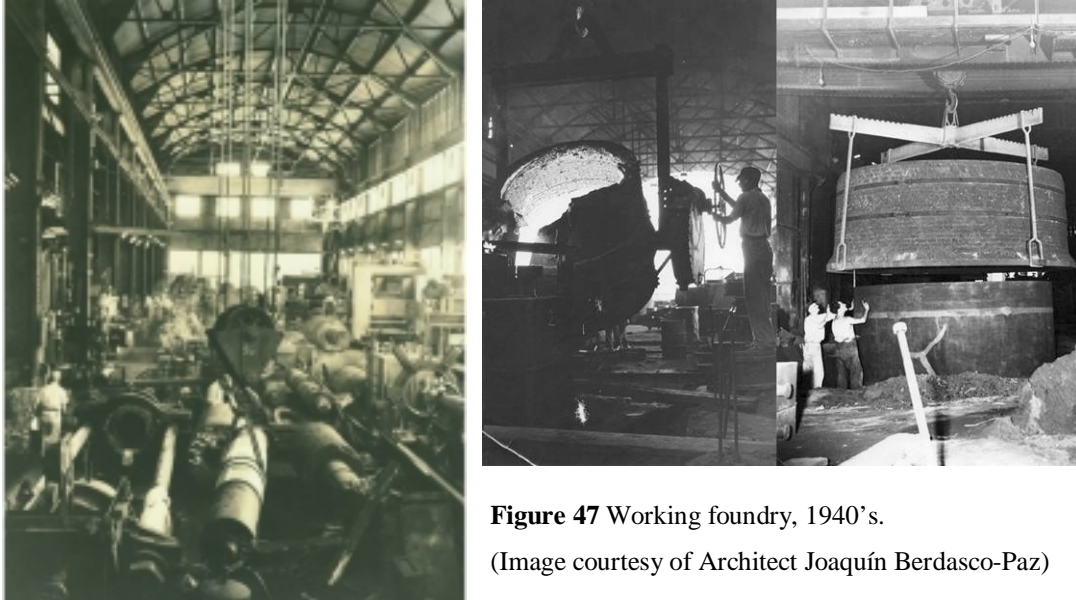 Figure 47 Working foundry, 1940’s.
(Image courtesy of Architect Joaquín Berdasco-Paz)